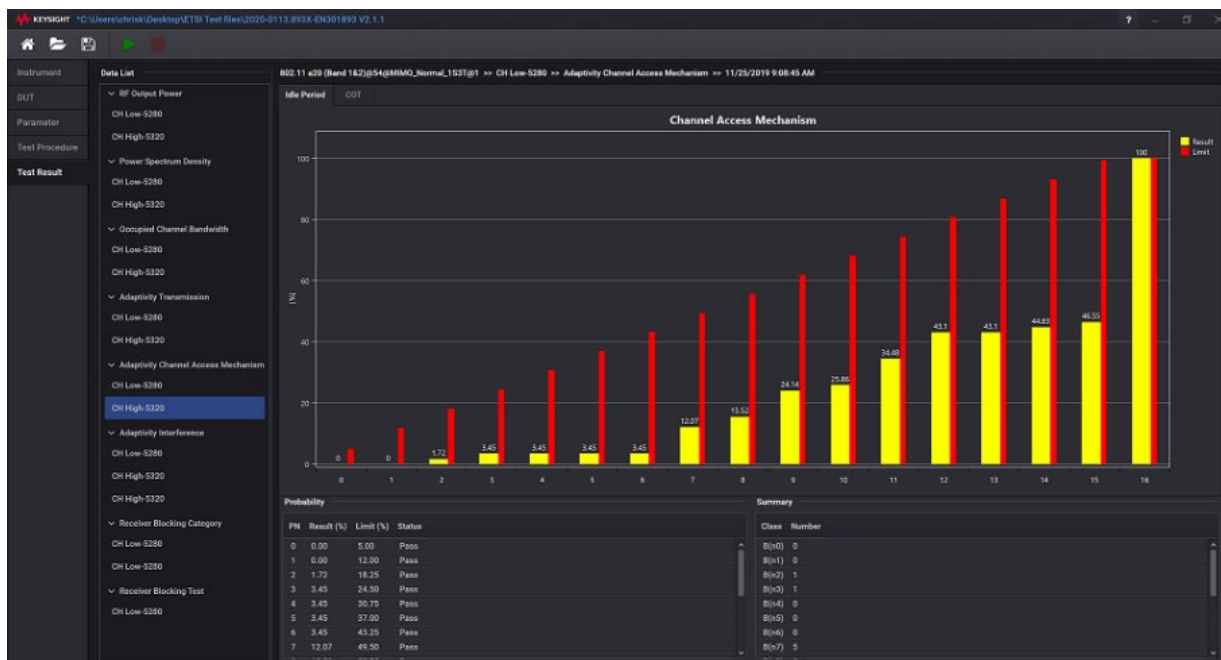 KEYSIGHT *C:\Users\chrisk\Desktop\ETSI Test files\2020-0113.893X-EN301893 V2.1.1
?
Instrument
DUT
Parameter
Test Procedure
Test Result
Data List
RF Output Power
CH Low-5280
CH High-5320
Power Spectrum Density
CH Low-5280
CH High-5320
Occupied Channel Bandwidth
CH Low-5280
CH High-5320
Adaptivity Transmission
CH Low-5280
CH High-5320
Adaptivity Channel Access Mechanism
CH Low-5280
CH High-5320
Adaptivity Interference
CH Low-5280
CH High-5320
CH High-5320
Receiver Blocking Category
CH Low-5280
CH Low-5280
Receiver Blocking Test
CH Low-5280
802.11 a20 (Band 1&2)@54@MIMO_Normal_1S3T@1 >> CH Low-5280 >> Adaptivity Channel Access Mechanism >> 11/25/2019 9:08:45 AM
Idle Period COT
Channel Access Mechanism
Result
Limit
[%]
100
80
60
40
20
0
0 0 1.72 3.45 3.45 3.45 3.45 12.07 15.52 24.14 25.86 34.48 43.1 43.1 44.83 46.55 100
0 1 2 3 4 5 6 7 8 9 10 11 12 13 14 15 16
Probability
PN Result (%) Limit (%) Status
0 0.00 5.00 Pass
1 0.00 12.00 Pass
2 1.72 18.25 Pass
3 3.45 24.50 Pass
4 3.45 30.75 Pass
5 3.45 37.00 Pass
6 3.45 43.25 Pass
7 12.07 49.50 Pass
Summary
Class Number
B(n0) 0
B(n1) 0
B(n2) 1
B(n3) 1
B(n4) 0
B(n5) 0
B(n6) 0
B(n7) 5